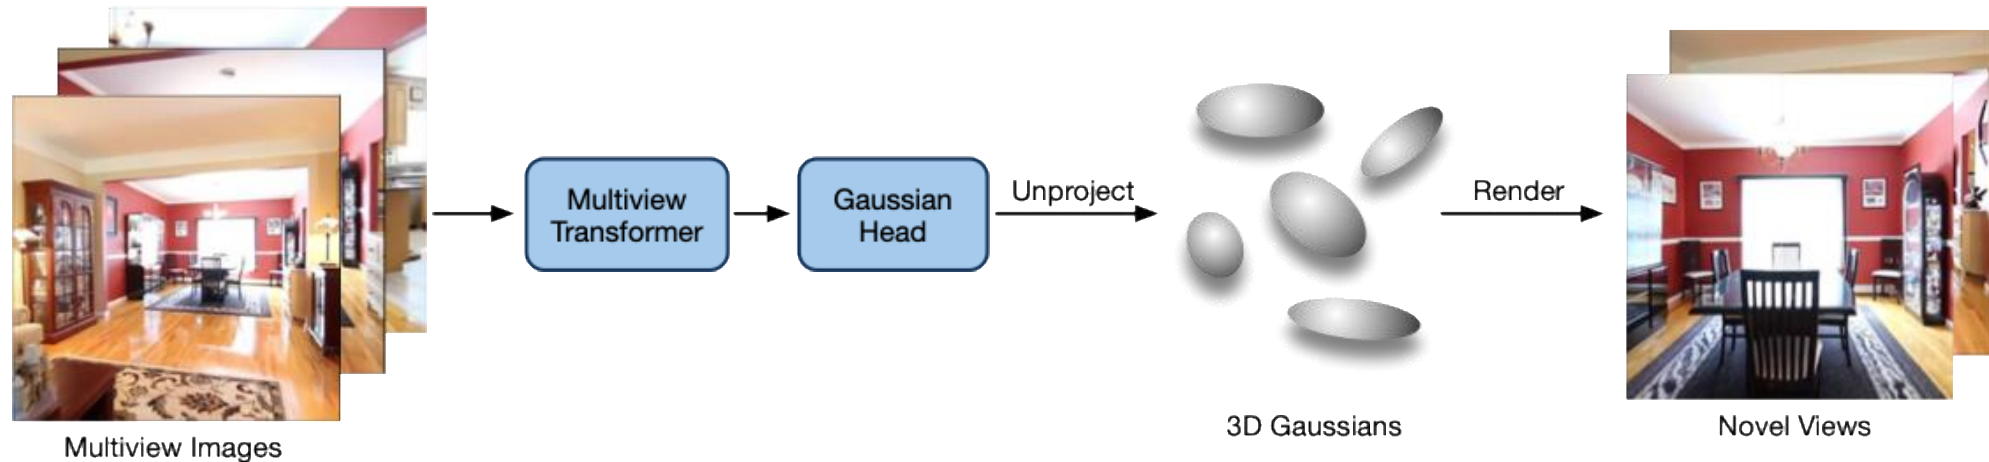 Multiview Images
Multiview
Transformer
Gaussian
Head
Unproject
3D Gaussians
Render
Novel Views